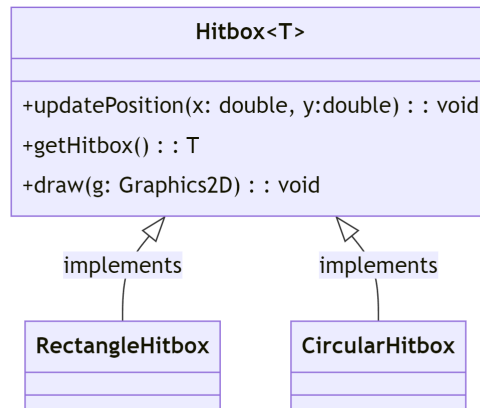 Hitbox<T>
+updatePosition(x: double, y:double) : : void
+getHitbox() : : T
+draw(g: Graphics2D) : : void
implements
implements
RectangleHitbox
CircularHitbox